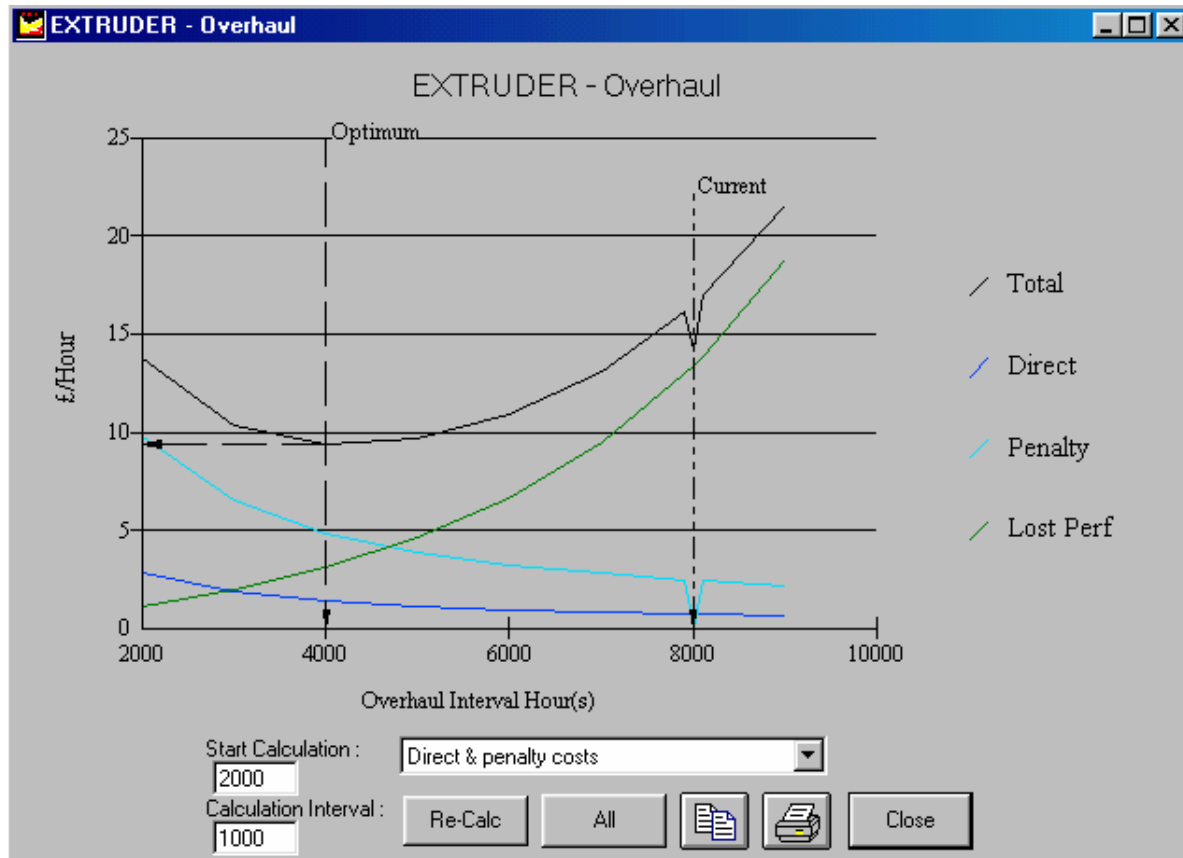 EXTRUDER - Overhaul
EXTRUDER - Overhaul
Optimum
Current
25
20
15
10
5
0
£/Hour
2000
4000
6000
8000
10000
Overhaul Interval Hour(s)
Total
Direct
Penalty
Lost Perf
Start Calculation :
2000
Direct & penalty costs
Calculation Interval :
1000
Re-Calc
All
Close